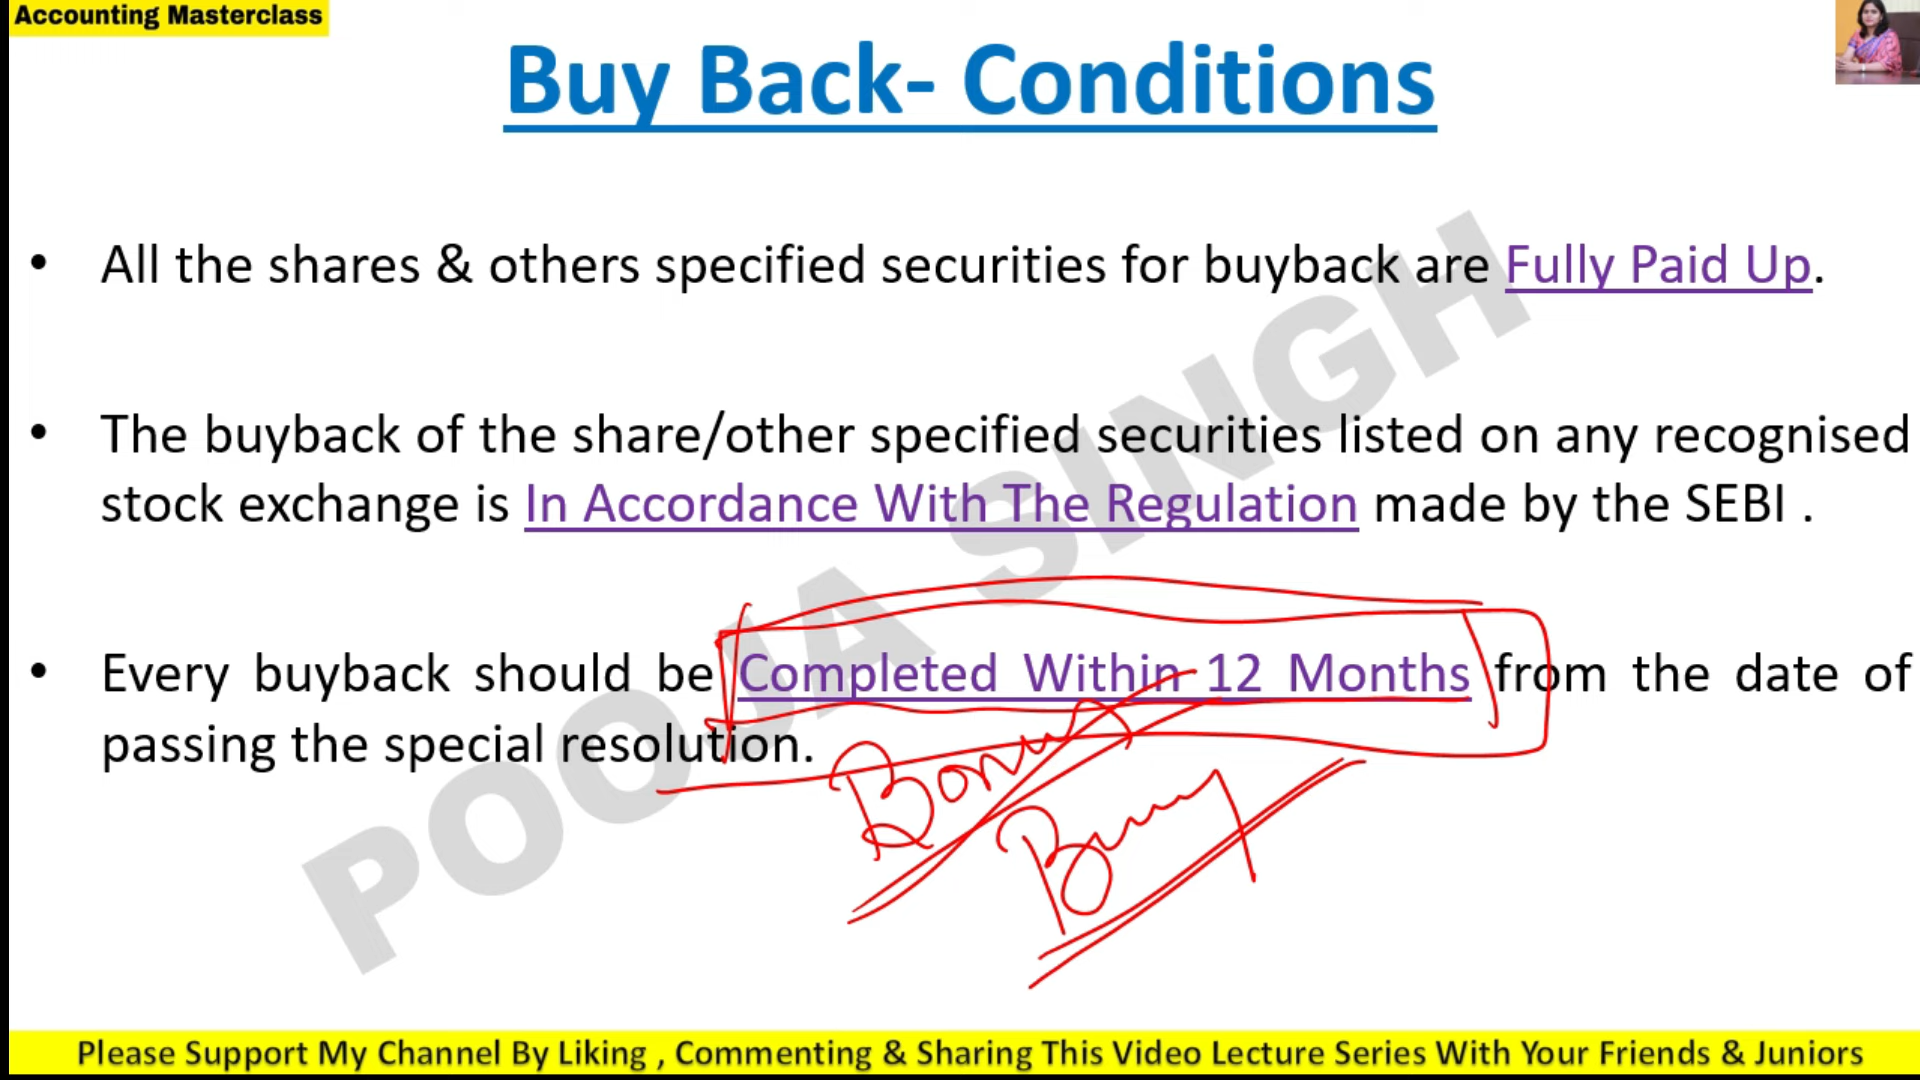 Accounting Masterclass
Buy Back- Conditions
• All the shares & others specified securities for buyback are Fully Paid Up.
• The buyback of the share/other specified securities listed on any recognised
stock exchange is In Accordance With The Regulation made by the SEBI .
• Every buyback should be Completed Within 12 Months from the date of
passing the special resolution.
Bonus
POOJA SINGH
Please Support My Channel By Liking , Commenting & Sharing This Video Lecture Series With Your Friends & Juniors